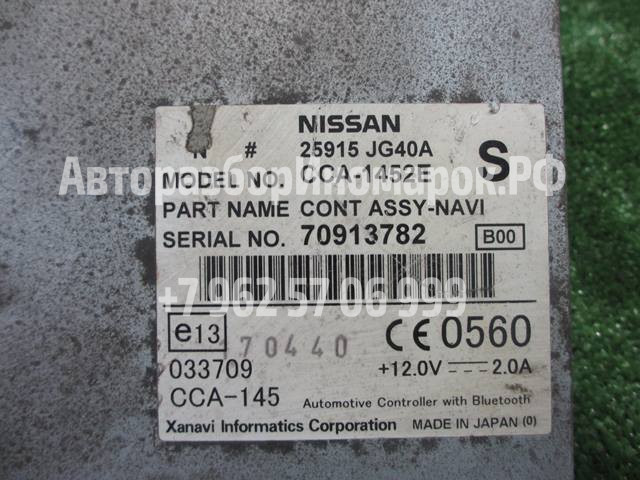 NISSAN
N # 25915 JG40A S
АвторазборИномарок.РФ
MODEL NO. CCA-1452E
PART NAME CONT ASSY-NAVI
SERIAL NO. 70913782 B00
+7 962 57 06 999
e13 70440 CE 0560
033709 +12.0V 2.0A
CCA-145 Automotive Controller with Bluetooth
Xanavi Informatics Corporation MADE IN JAPAN (0)